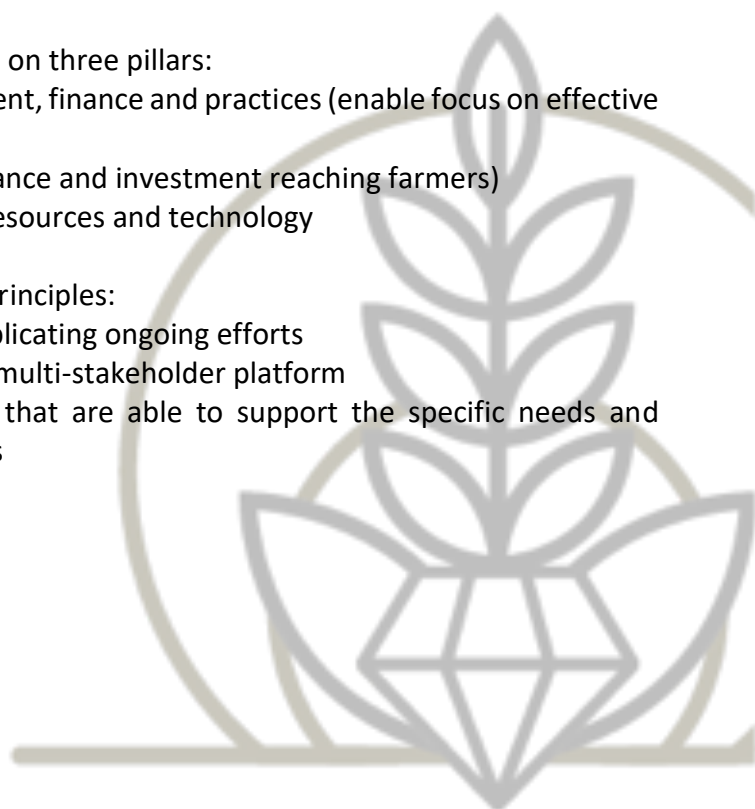 on three pillars:
ent, finance and practices (enable focus on effective
ance and investment reaching farmers)
esources and technology
rinciples:
plicating ongoing efforts
multi-stakeholder platform
that are able to support the specific needs and
s